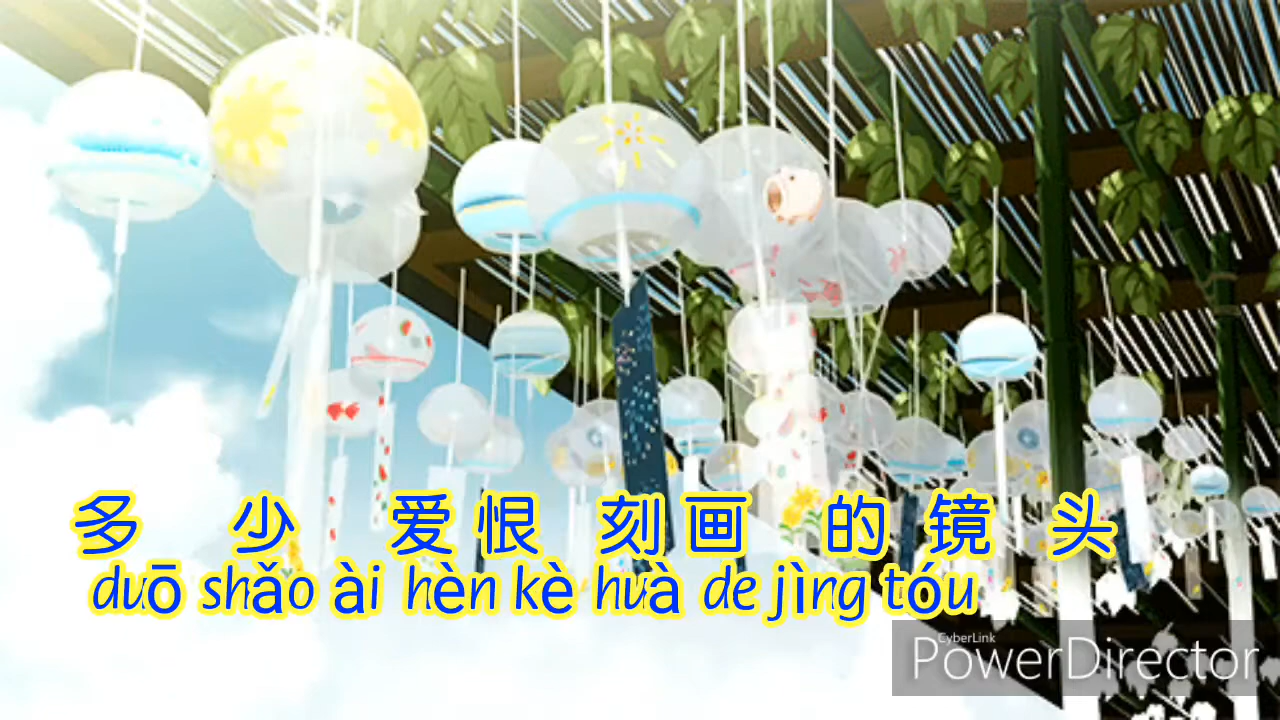 多 少 爱 恨 刻 画 的 镜 头
duō shǎo ài hèn kè huà de jìng tóu
CyberLink
PowerDirector